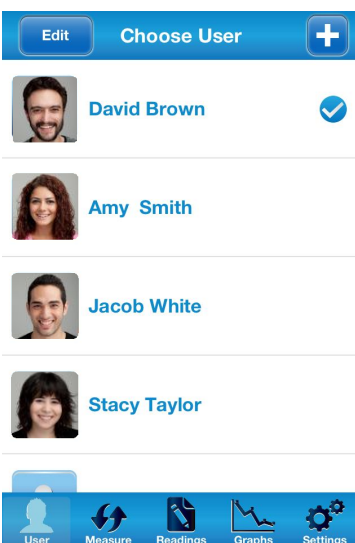 Edit Choose User
David Brown
Amy Smith
Jacob White
Stacy Taylor
User Measure Readings Graphs Settings